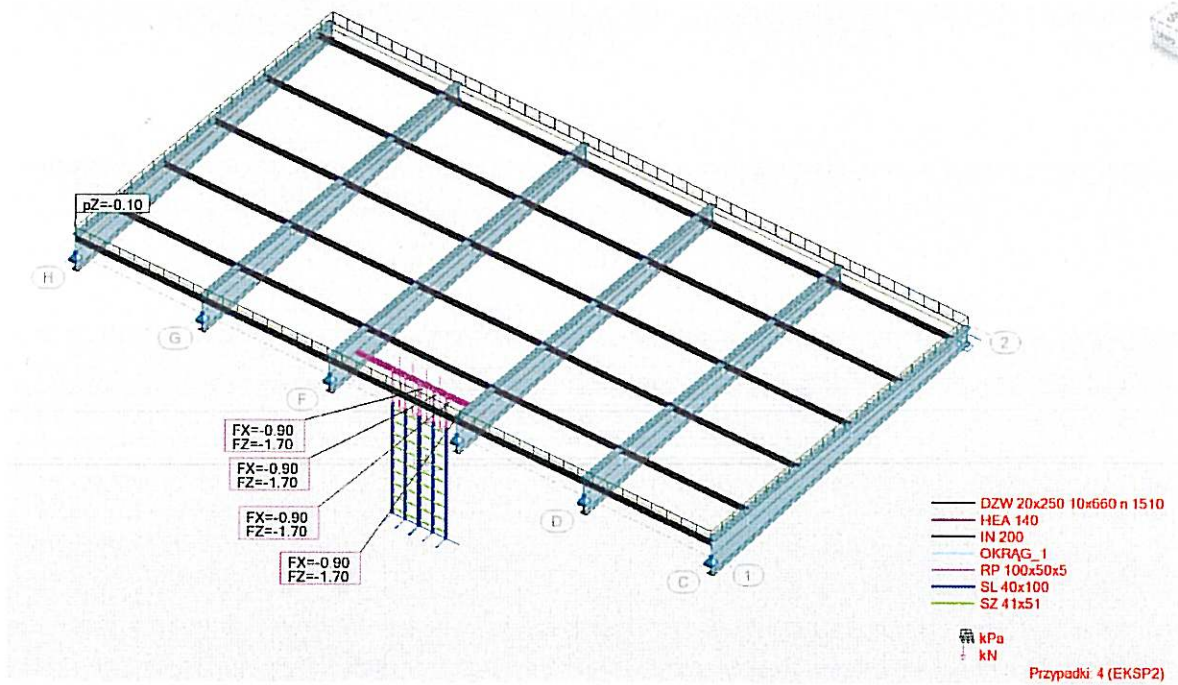 pZ=-0.10
H
G
F
D
C
1
2
FX=-0.90
FZ=-1.70
FX=-0.90
FZ=-1.70
FX=-0.90
FZ=-1.70
FX=-0.90
FZ=-1.70
DZW 20x250 10x660 n 1510
HEA 140
IN 200
OKRĄG_1
RP 100x50x5
SL 40x100
SZ 41x51
kPa
kN
Przypadki: 4 (EKSP2)